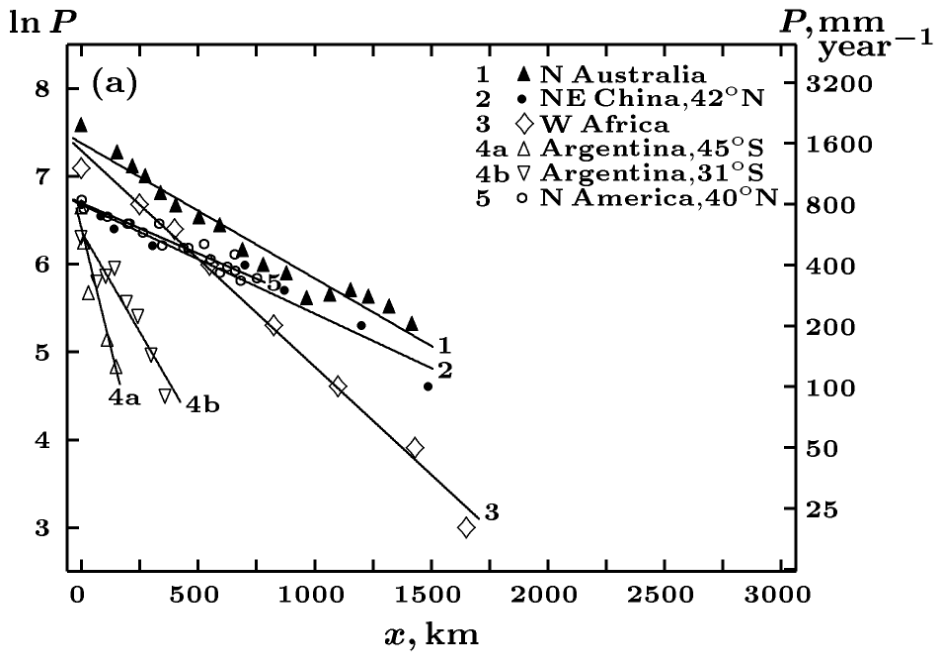 ln P
P, mm
year−1
(a)
1 ▲ N Australia
2 ● NE China, 42°N
3 ◇ W Africa
4a △ Argentina, 45°S
4b ▽ Argentina, 31°S
5 ○ N America, 40°N
8
7
6
5
4
3
3200
1600
800
400
200
100
50
25
5
1
2
4a
4b
3
0 500 1000 1500 2000 2500 3000
x, km